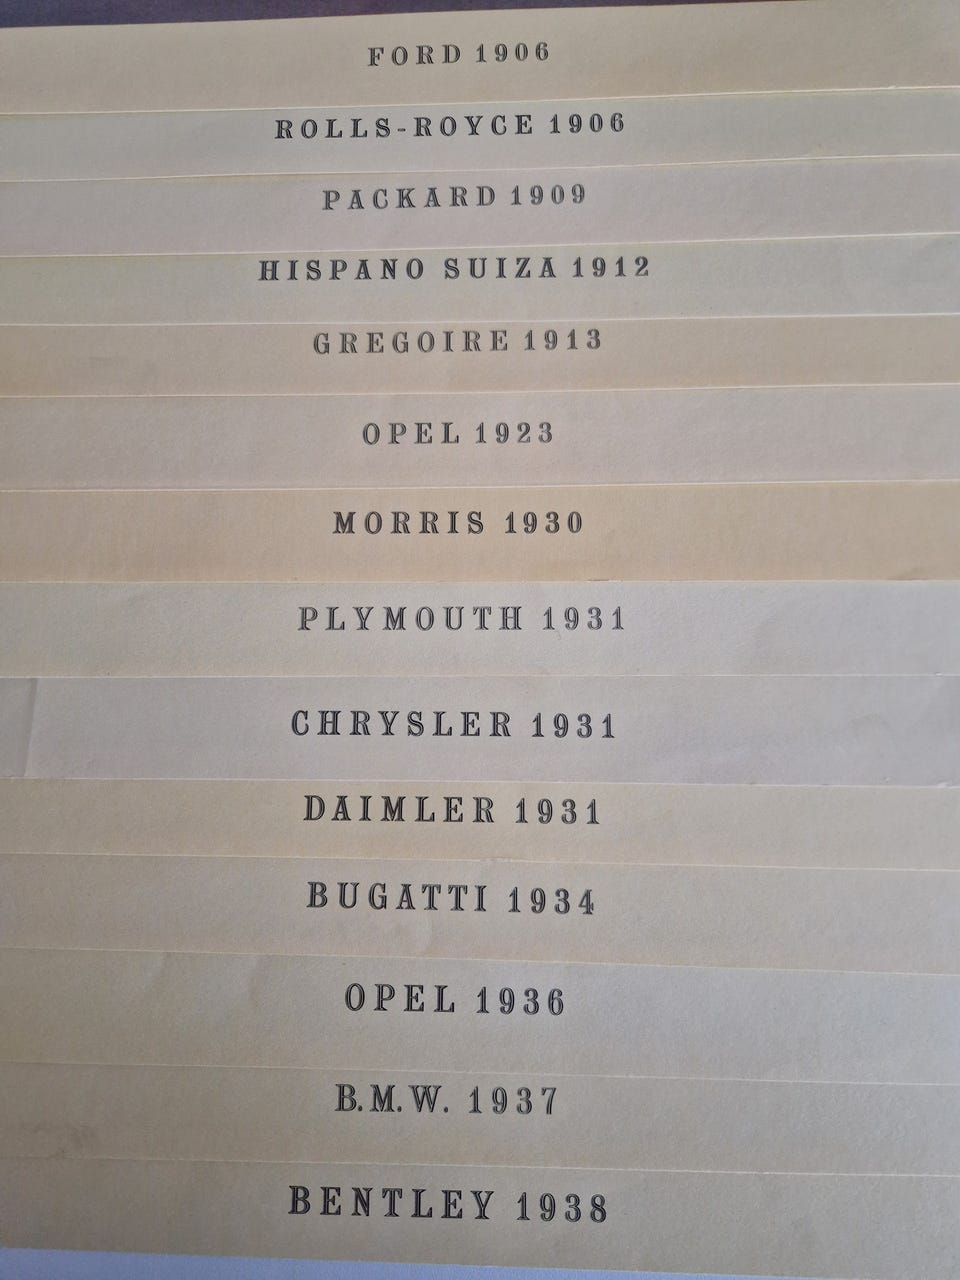 FORD 1906
ROLLS-ROYCE 1906
PACKARD 1909
HISPANO SUIZA 1912
GREGOIRE 1913
OPEL 1923
MORRIS 1930
PLYMOUTH 1931
CHRYSLER 1931
DAIMLER 1931
BUGATTI 1934
OPEL 1936
B.M.W. 1937
BENTLEY 1938